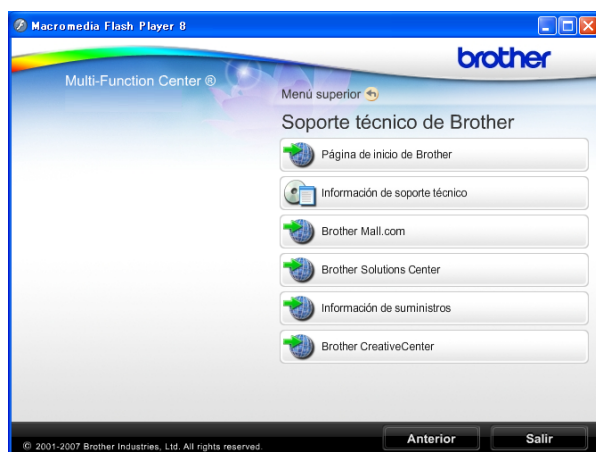 Macromedia Flash Player 8
brother
Multi-Function Center ®
Menú superior
Soporte técnico de Brother
Página de inicio de Brother
Información de soporte técnico
Brother Mall.com
Brother Solutions Center
Información de suministros
Brother CreativeCenter
© 2001-2007 Brother Industries, Ltd. All rights reserved.
Anterior
Salir